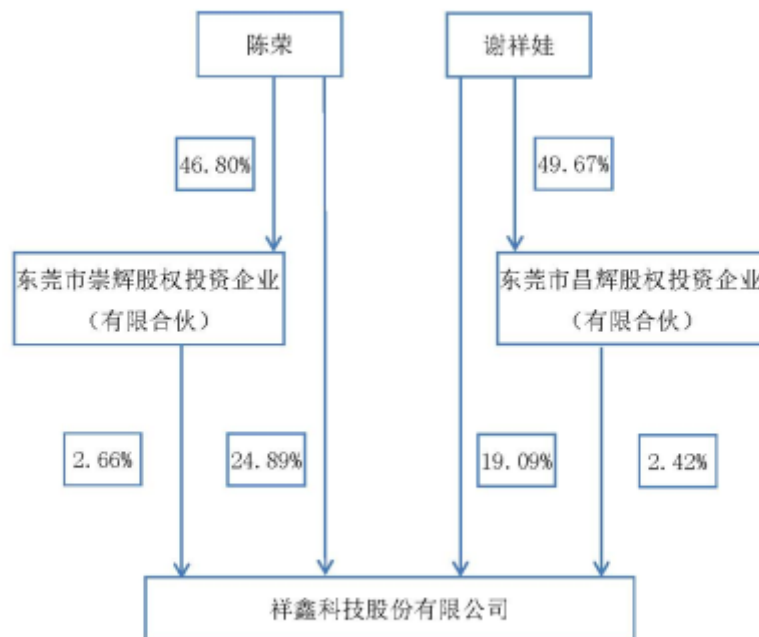 陈荣
谢祥娃
46.80%
49.67%
东莞市崇辉股权投资企业
（有限合伙）
东莞市昌辉股权投资企业
（有限合伙）
2.66%
24.89%
19.09%
2.42%
祥鑫科技股份有限公司